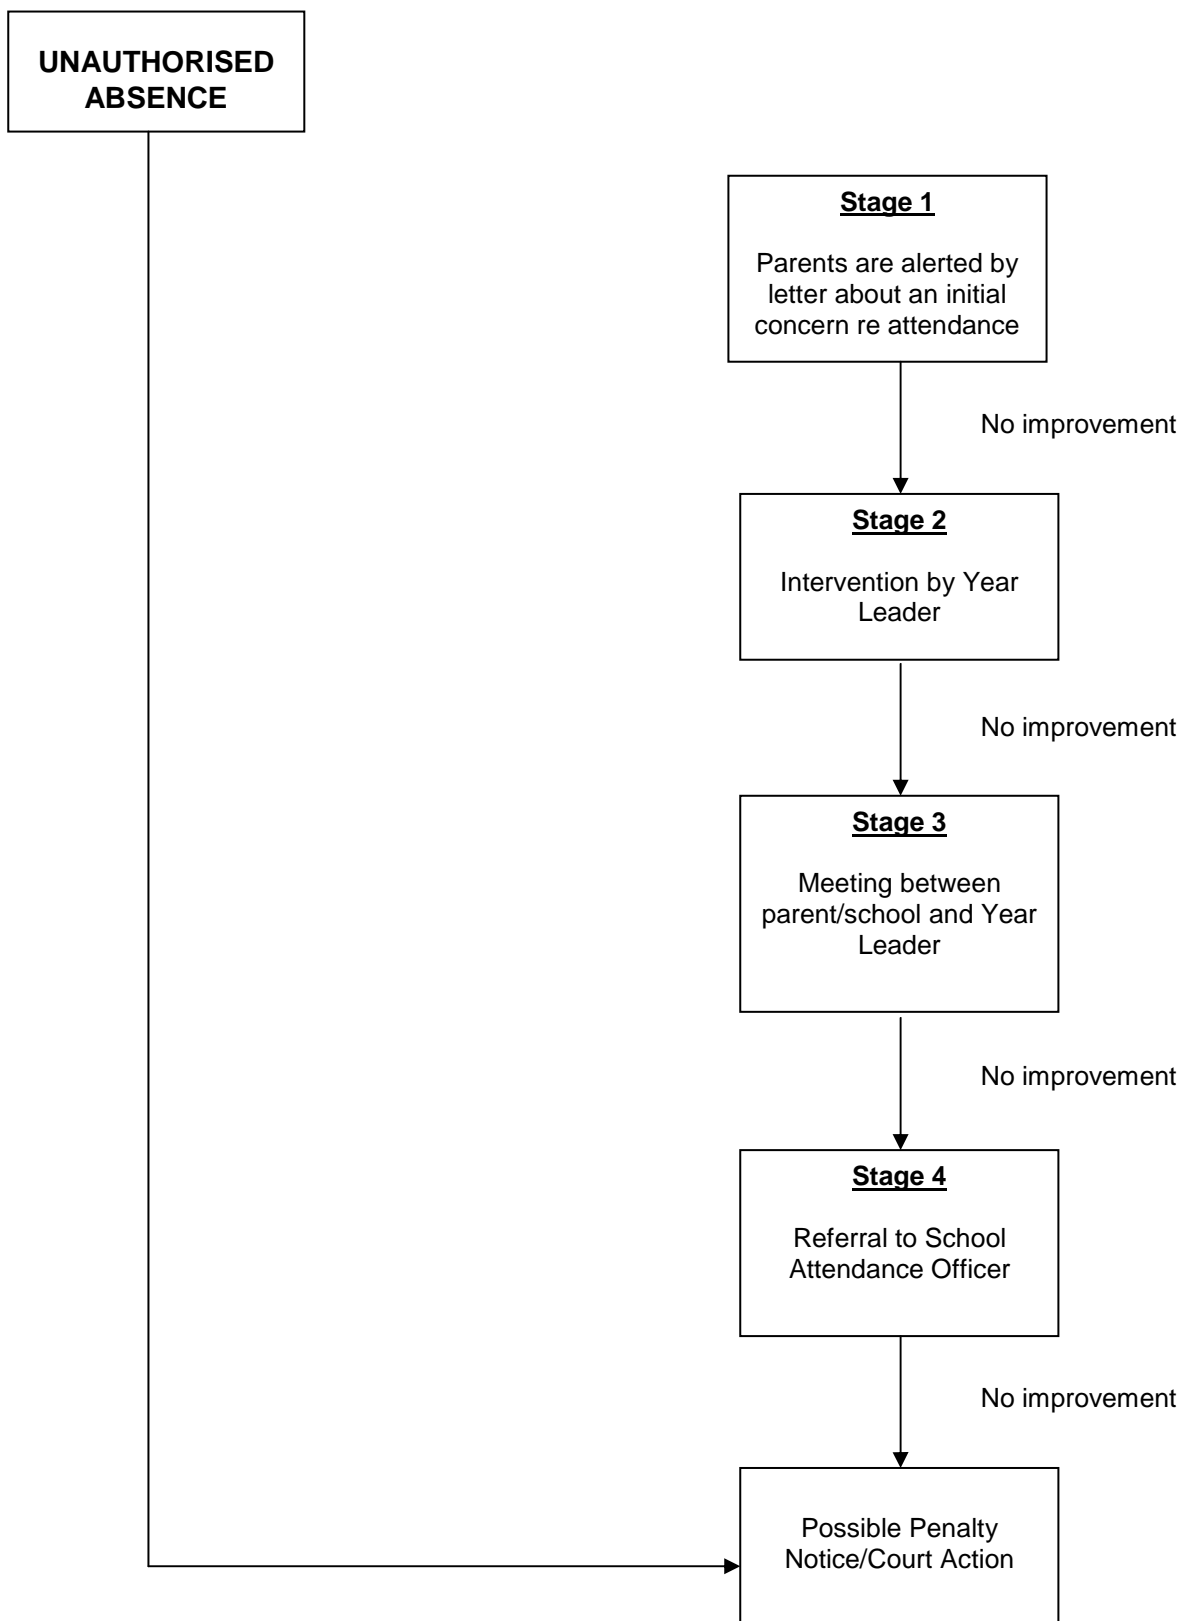 UNAUTHORISED
ABSENCE
Stage 1
Parents are alerted by
letter about an initial
concern re attendance
No improvement
Stage 2
Intervention by Year
Leader
No improvement
Stage 3
Meeting between
parent/school and Year
Leader
No improvement
Stage 4
Referral to School
Attendance Officer
No improvement
Possible Penalty
Notice/Court Action